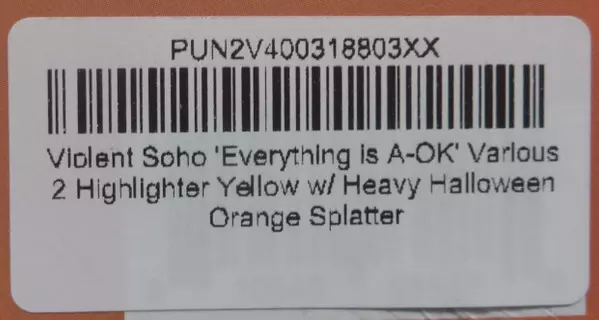 PUN2V400318803XX
Violent Soho 'Everything is A-OK' Various
2 Highlighter Yellow w/ Heavy Halloween
Orange Splatter